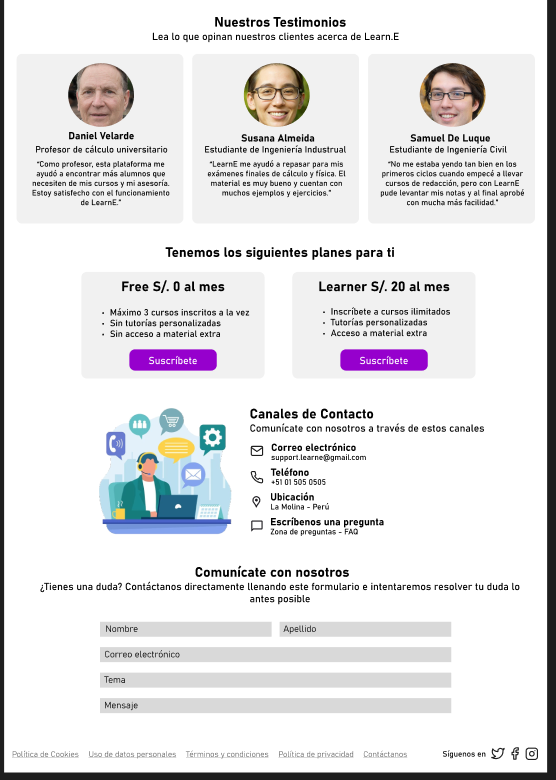 Nuestros Testimonios
Lea lo que opinan nuestros clientes acerca de Learn.E
Daniel Velarde
Profesor de cálculo universitario
"Como profesor, esta plataforma me
ayudó a encontrar más alumnos que
necesiten de mis cursos y mi asesoría.
Estoy satisfecho con el funcionamiento
de LearnE."
Susana Almeida
Estudiante de Ingeniería Industrual
"LearnE me ayudó a repasar para mis
exámenes finales de cálculo y física. El
material es muy bueno y cuentan con
muchos ejemplos y ejercicios."
Samuel De Luque
Estudiante de Ingeniería Civil
"No me estaba yendo tan bien en los
primeros ciclos cuando empecé a llevar
cursos de redacción, pero con LearnE
pude levantar mis notas y al final aprobé
con mucha más facilidad."
Tenemos los siguientes planes para ti
Free S/. 0 al mes
• Máximo 3 cursos inscritos a la vez
• Sin tutorías personalizadas
• Sin acceso a material extra
Suscríbete
Learner S/. 20 al mes
• Inscríbete a cursos ilimitados
• Tutorías personalizadas
• Acceso a material extra
Suscríbete
Canales de Contacto
Comunícate con nosotros a través de estos canales
Correo electrónico
support.learne@gmail.com
Teléfono
+51 01 505 0505
Ubicación
La Molina - Perú
Escríbenos una pregunta
Zona de preguntas - FAQ
Comunícate con nosotros
¿Tienes una duda? Contáctanos directamente llenando este formulario e intentaremos resolver tu duda lo
antes posible
Nombre
Apellido
Correo electrónico
Tema
Mensaje
Política de Cookies
Uso de datos personales
Términos y condiciones
Política de privacidad
Contáctanos
Síguenos en